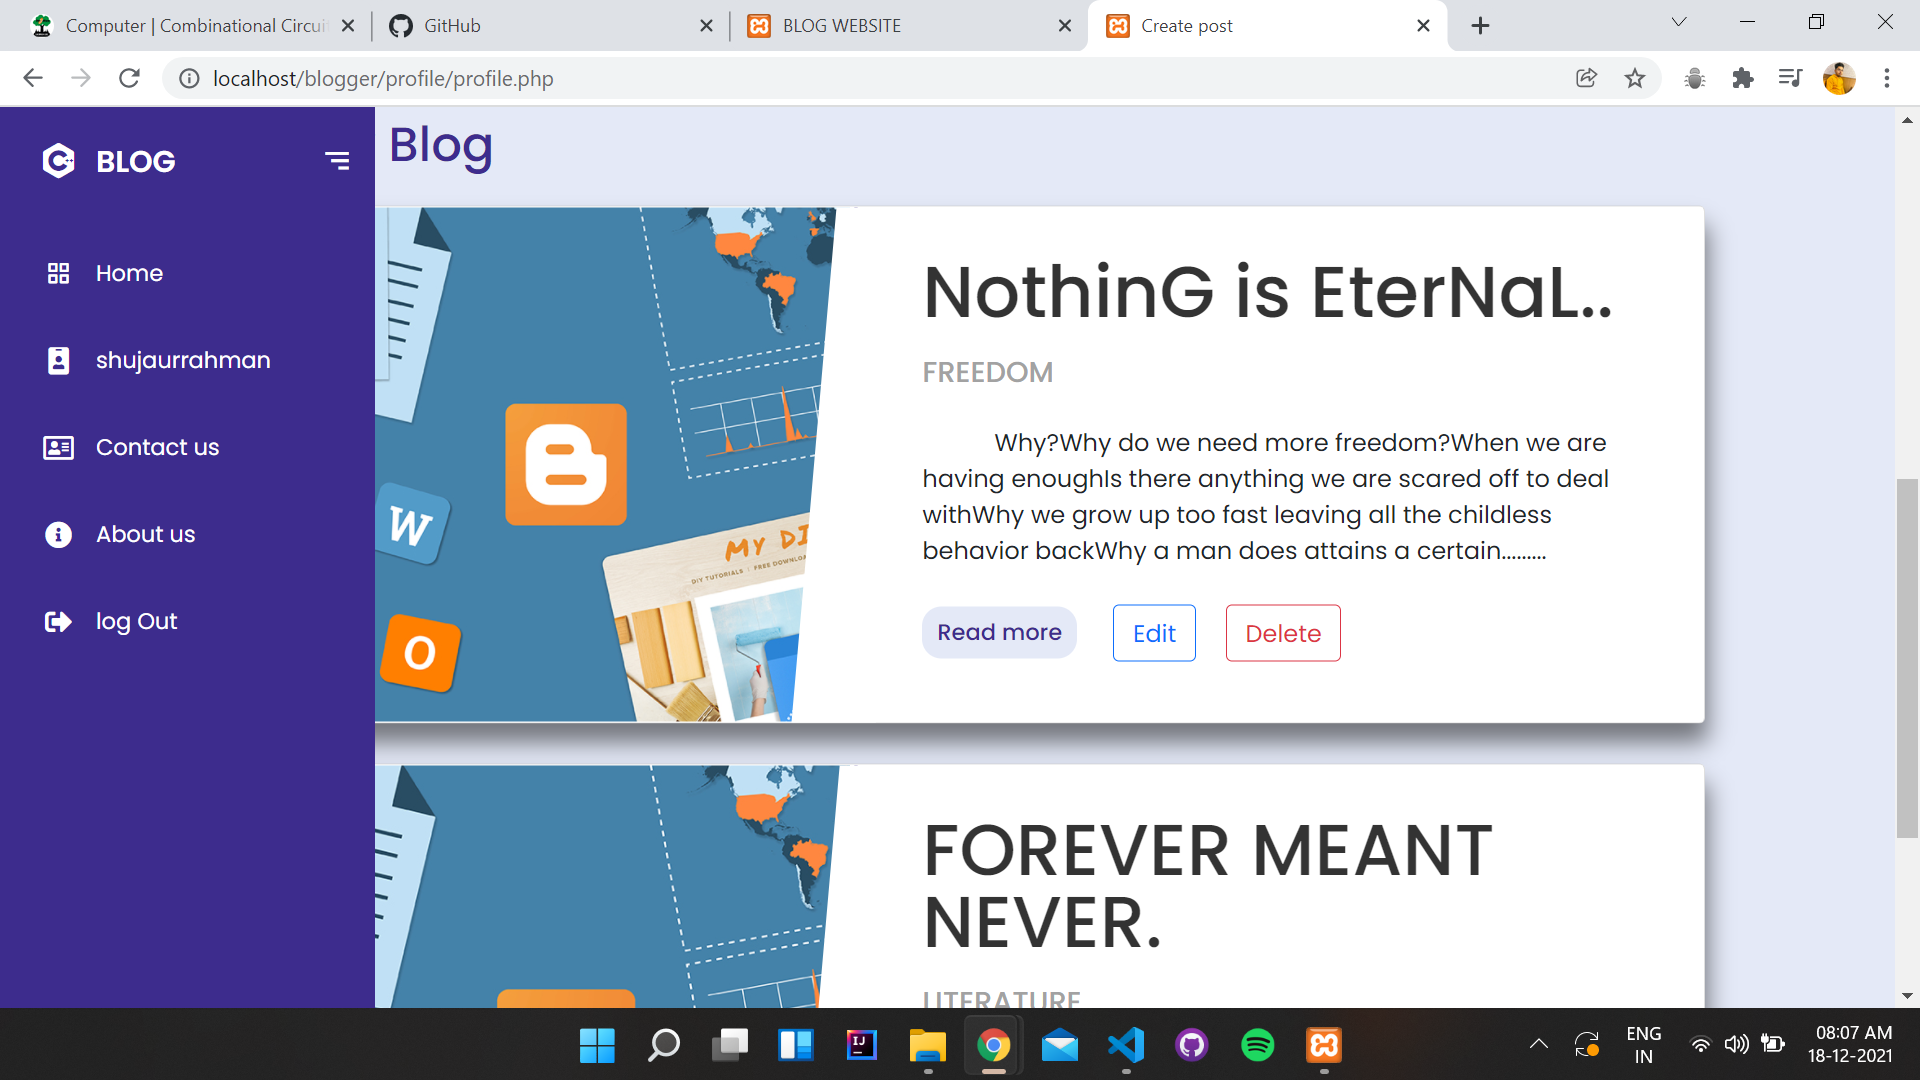 Computer | Combinational Circui
GitHub
BLOG WEBSITE
Create post
localhost/blogger/profile/profile.php
BLOG
Home
shujaurrahman
Contact us
About us
log Out
Blog
NothinG is EterNaL..
FREEDOM
Why?Why do we need more freedom?When we are
having enoughIs there anything we are scared off to deal
withWhy we grow up too fast leaving all the childless
behavior backWhy a man does attains a certain.........
Read more
Edit
Delete
W
O
MY DI
DIY TUTORIALS | FREE DOWNLOA
FOREVER MEANT
NEVER.
LITERATURE
IJ
ENG
IN
08:07 AM
18-12-2021